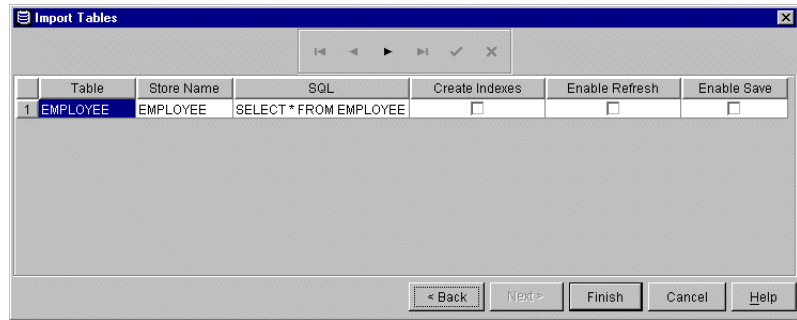 Import Tables
Table Store Name SQL Create Indexes Enable Refresh Enable Save
1 EMPLOYEE EMPLOYEE SELECT * FROM EMPLOYEE
< Back Next > Finish Cancel Help